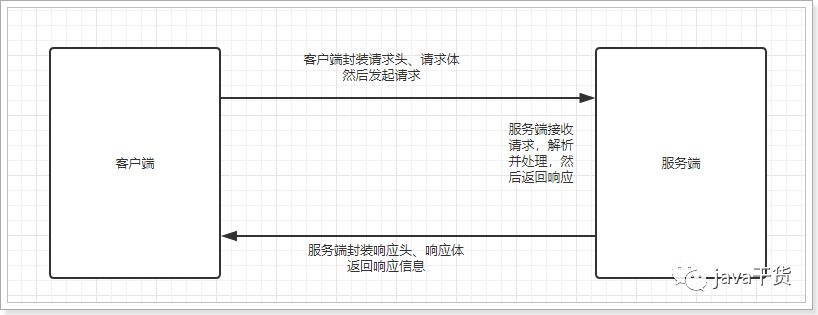 客户端封装请求头、请求体
然后发起请求
服务端接收
请求，解析
并处理，然
后返回响应
客户端
服务端
服务端封装响应头、响应体
返回响应信息
java干货